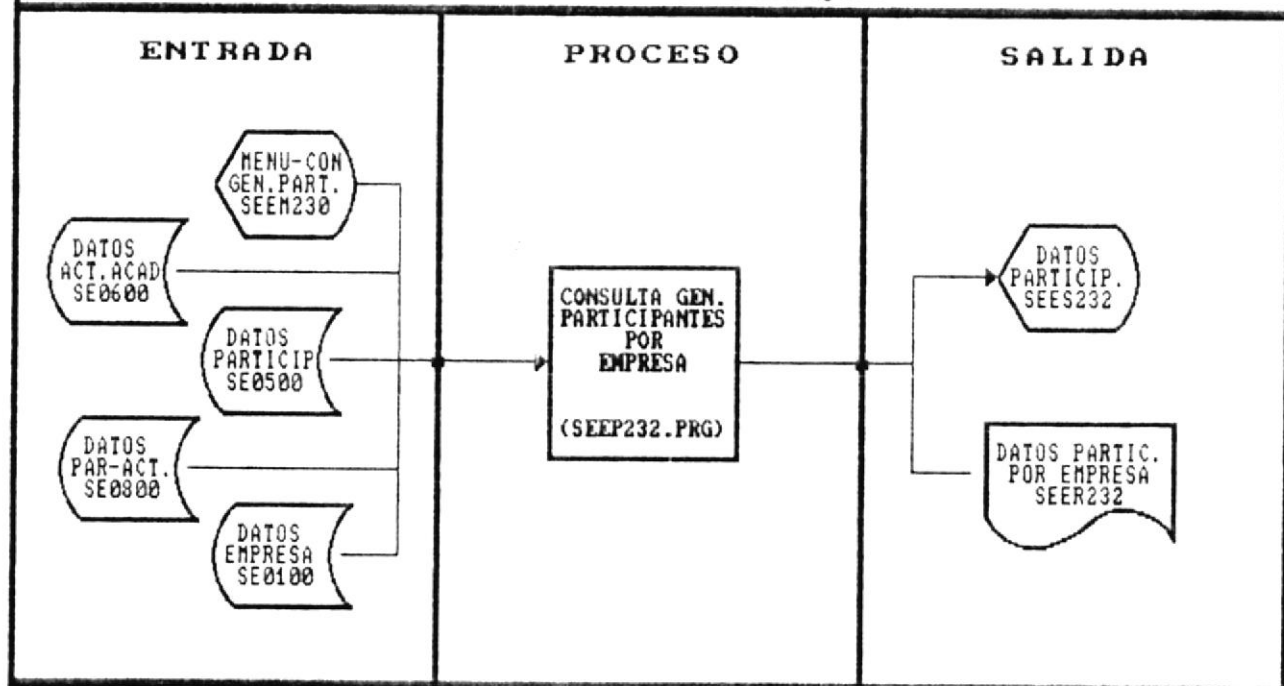 ENTRADA
PROCESO
SALIDA
MENU-CON
GEN.PART.
SEEM230
DATOS
ACT.ACAD
SE0600
DATOS
PARTICIP
SE0500
DATOS
PAR-ACT.
SE0800
DATOS
EMPRESA
SE0100
CONSULTA GEN.
PARTICIPANTES
POR
EMPRESA
(SEEP232.PRG)
DATOS
PARTICIP.
SEES232
DATOS PARTIC.
POR EMPRESA
SEER232